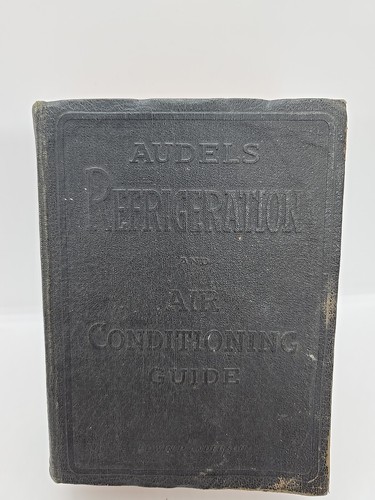 AUDELS
REFRIGERATION
AND
AIR
CONDITIONING
GUIDE